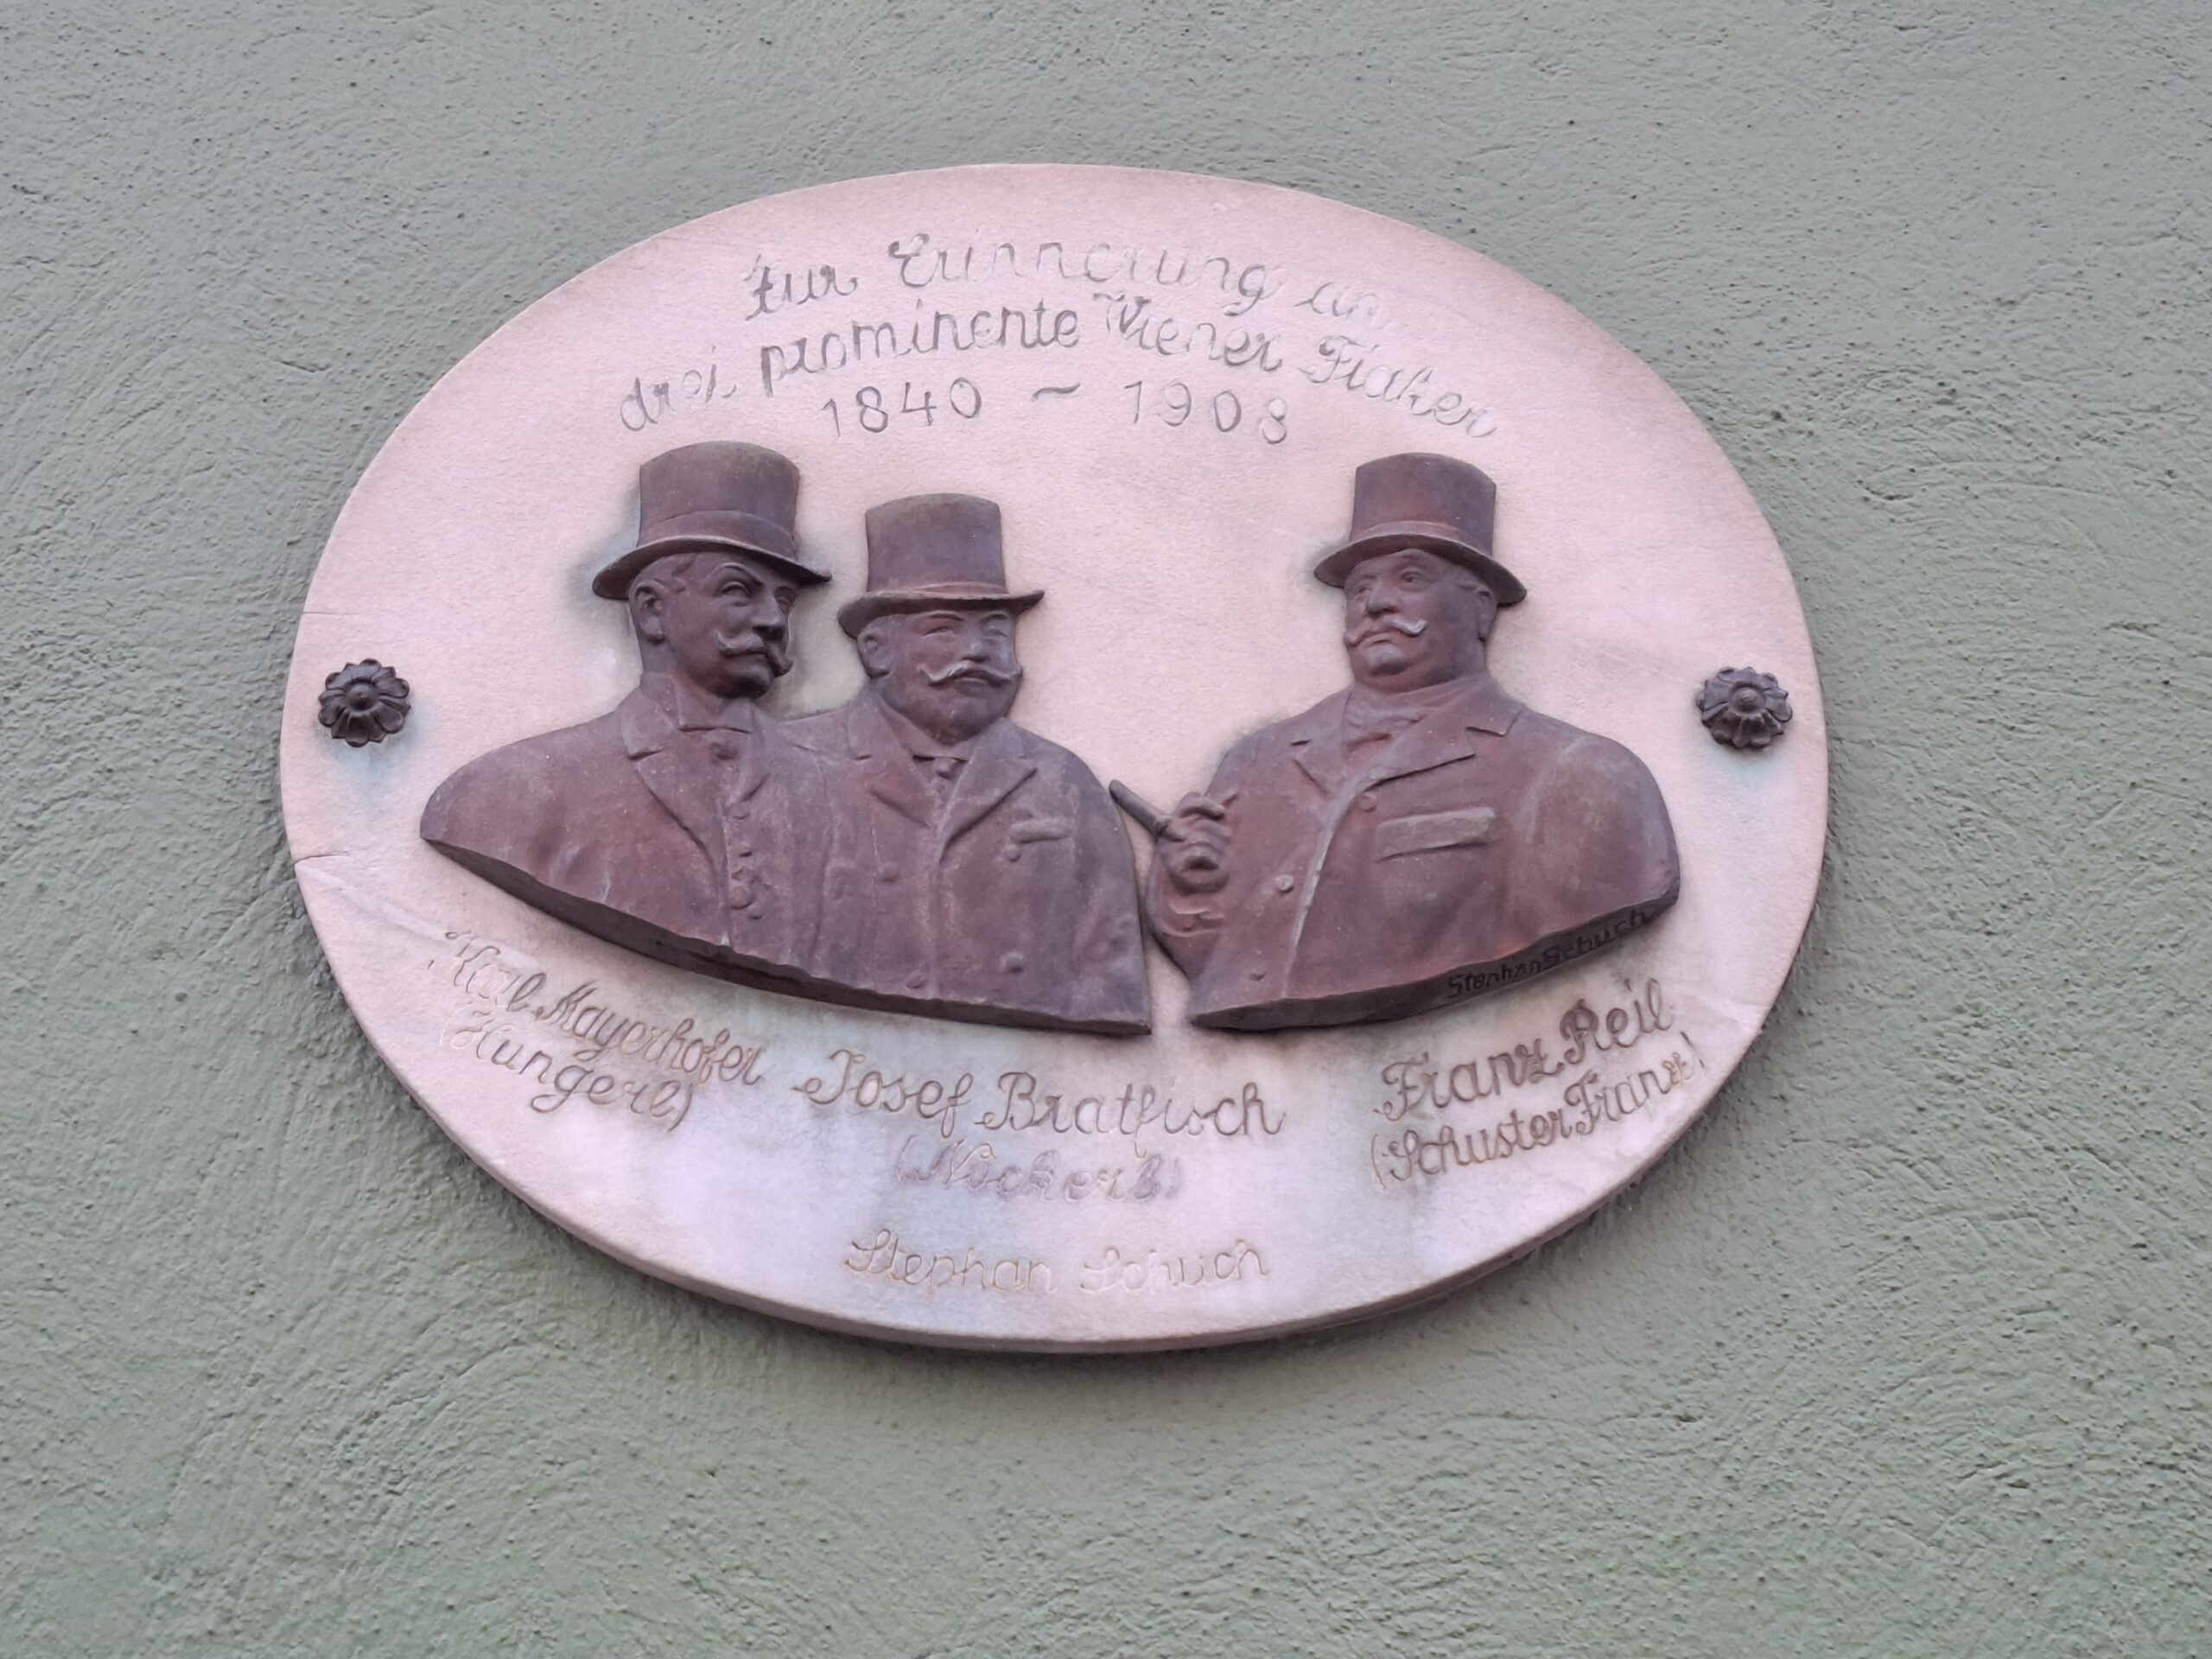 Zur Erinnerung an
drei prominente Wiener Fiaker
1840 ~ 1908
Stephan Schuch
Karl Mayerhofer
(Hungerl)
Josef Bratfisch
(Nockerl)
Franz Reil
(Schuster Franz)
Stephan Schuch